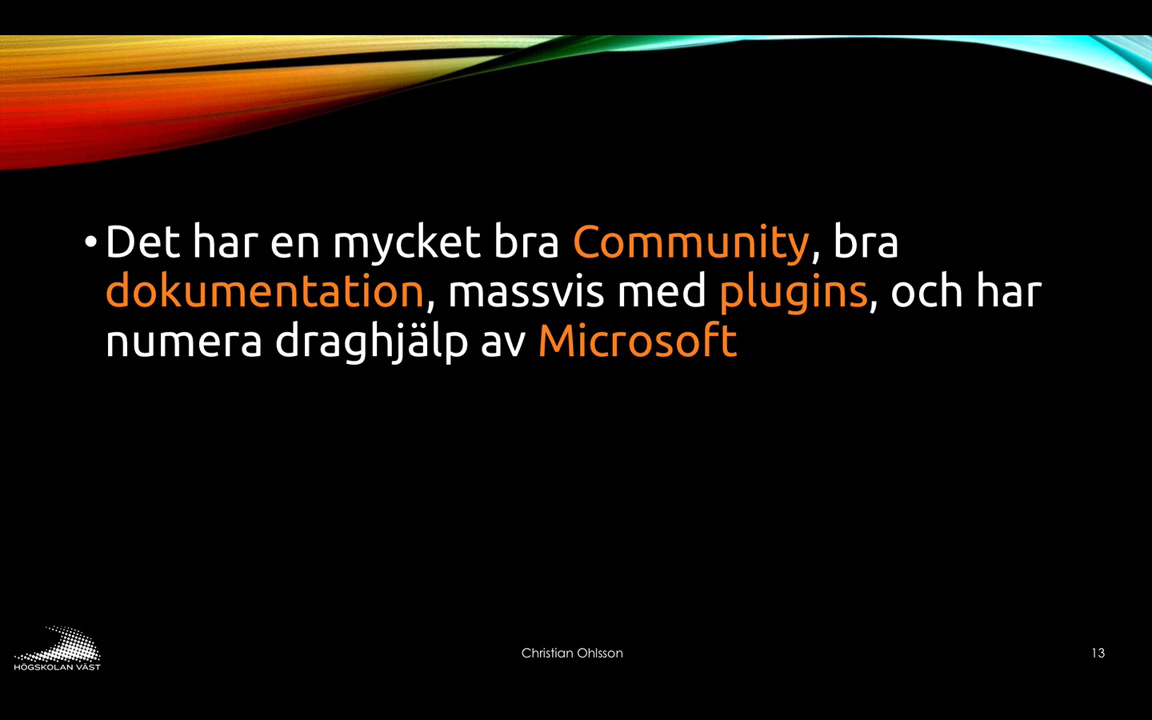 • Det har en mycket bra Community, bra
dokumentation, massvis med plugins, och har
numera draghjälp av Microsoft
HÖGSKOLAN VÄST
Christian Ohlsson
13